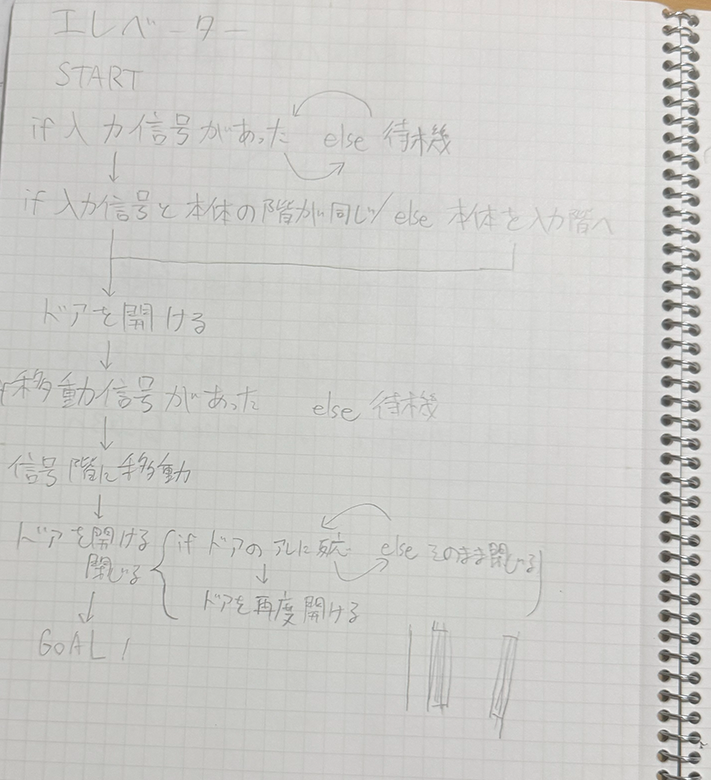 エレベーター
START
if 入力信号があった else 待機
if 入力信号と本体の階が同じ/ else 本体を入力階へ
ドアを開ける
移動信号があった else 待機
信号階に移動
ドアを開ける if ドアのアレに反応 else そのまま閉じる
閉じる
ドアを再度開ける
GOAL !